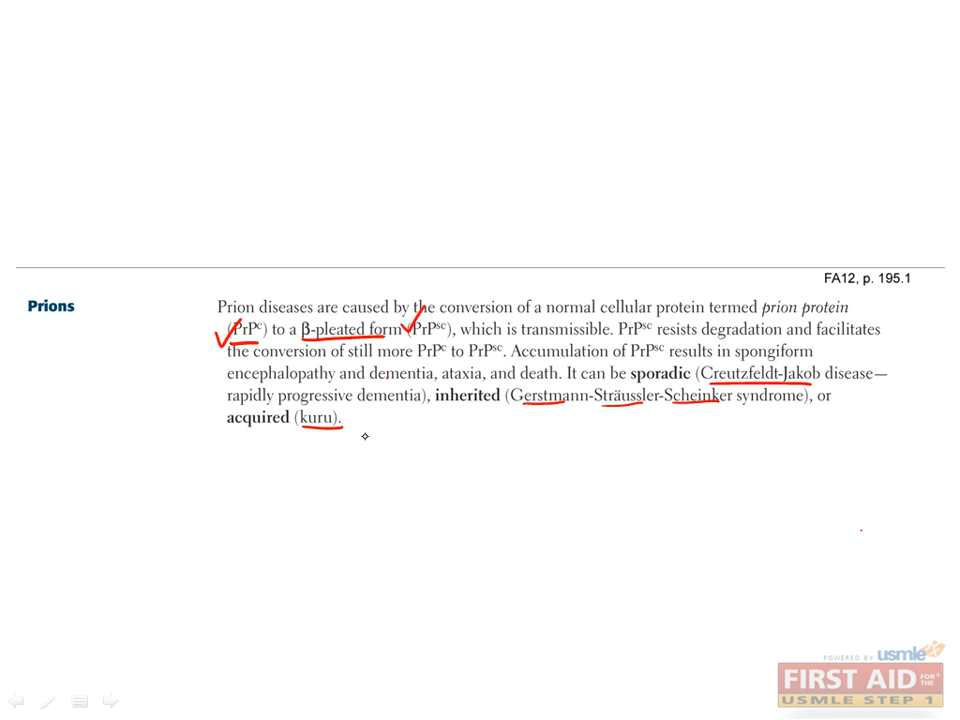 FA12, p. 195.1
Prions
Prion diseases are caused by the conversion of a normal cellular protein termed prion protein
(PrPᶜ) to a β-pleated form (PrPˢᶜ), which is transmissible. PrPˢᶜ resists degradation and facilitates
the conversion of still more PrPᶜ to PrPˢᶜ. Accumulation of PrPˢᶜ results in spongiform
encephalopathy and dementia, ataxia, and death. It can be sporadic (Creutzfeldt-Jakob disease—
rapidly progressive dementia), inherited (Gerstmann-Sträussler-Scheinker syndrome), or
acquired (kuru).
POWERED BY usmle
FIRST AID FOR THE
USMLE STEP 1